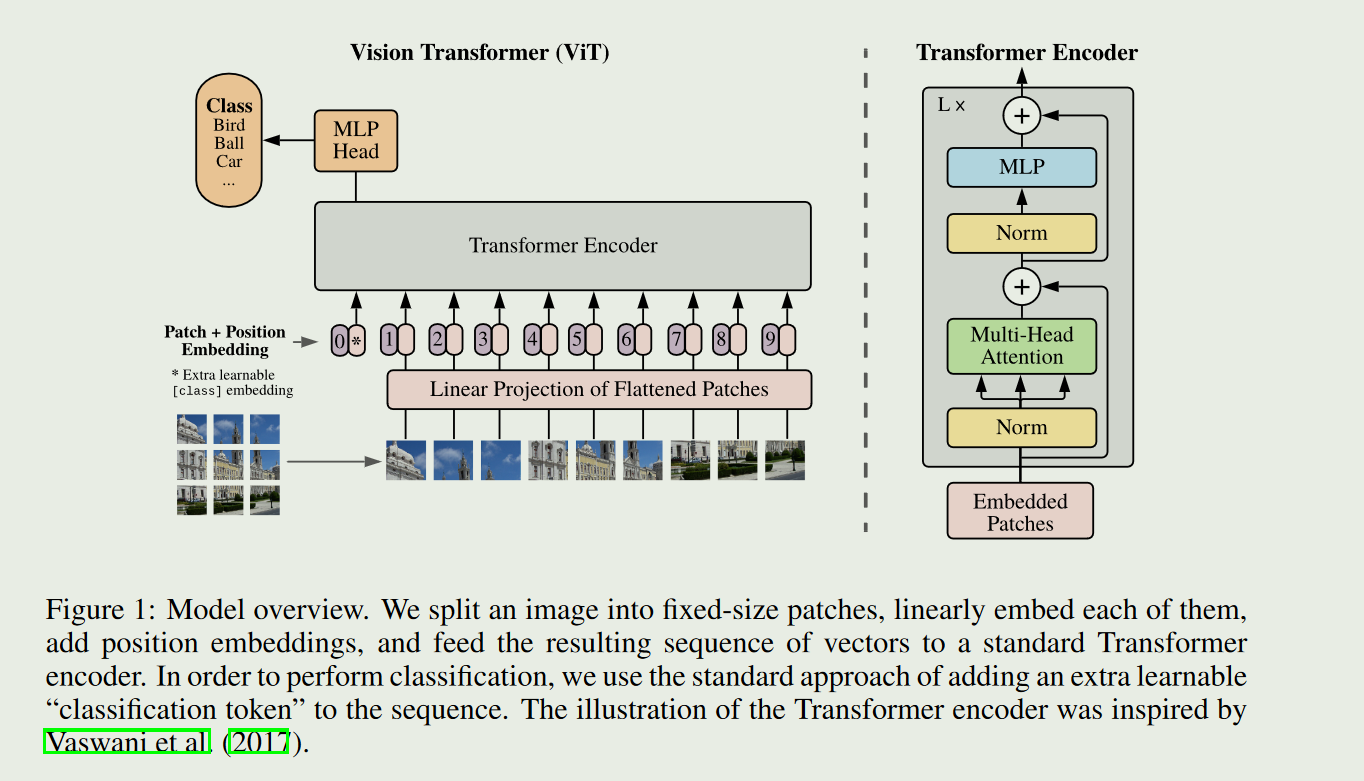 Vision Transformer (ViT)
Class
Bird
Ball
Car
...
MLP
Head
Transformer Encoder
Patch + Position
Embedding
0 * 1 2 3 4 5 6 7 8 9
* Extra learnable
[class] embedding
Linear Projection of Flattened Patches
Transformer Encoder
L ×
+
MLP
Norm
+
Multi-Head
Attention
Norm
Embedded
Patches
Figure 1: Model overview. We split an image into fixed-size patches, linearly embed each of them,
add position embeddings, and feed the resulting sequence of vectors to a standard Transformer
encoder. In order to perform classification, we use the standard approach of adding an extra learnable
“classification token” to the sequence. The illustration of the Transformer encoder was inspired by
Vaswani et al. (2017).